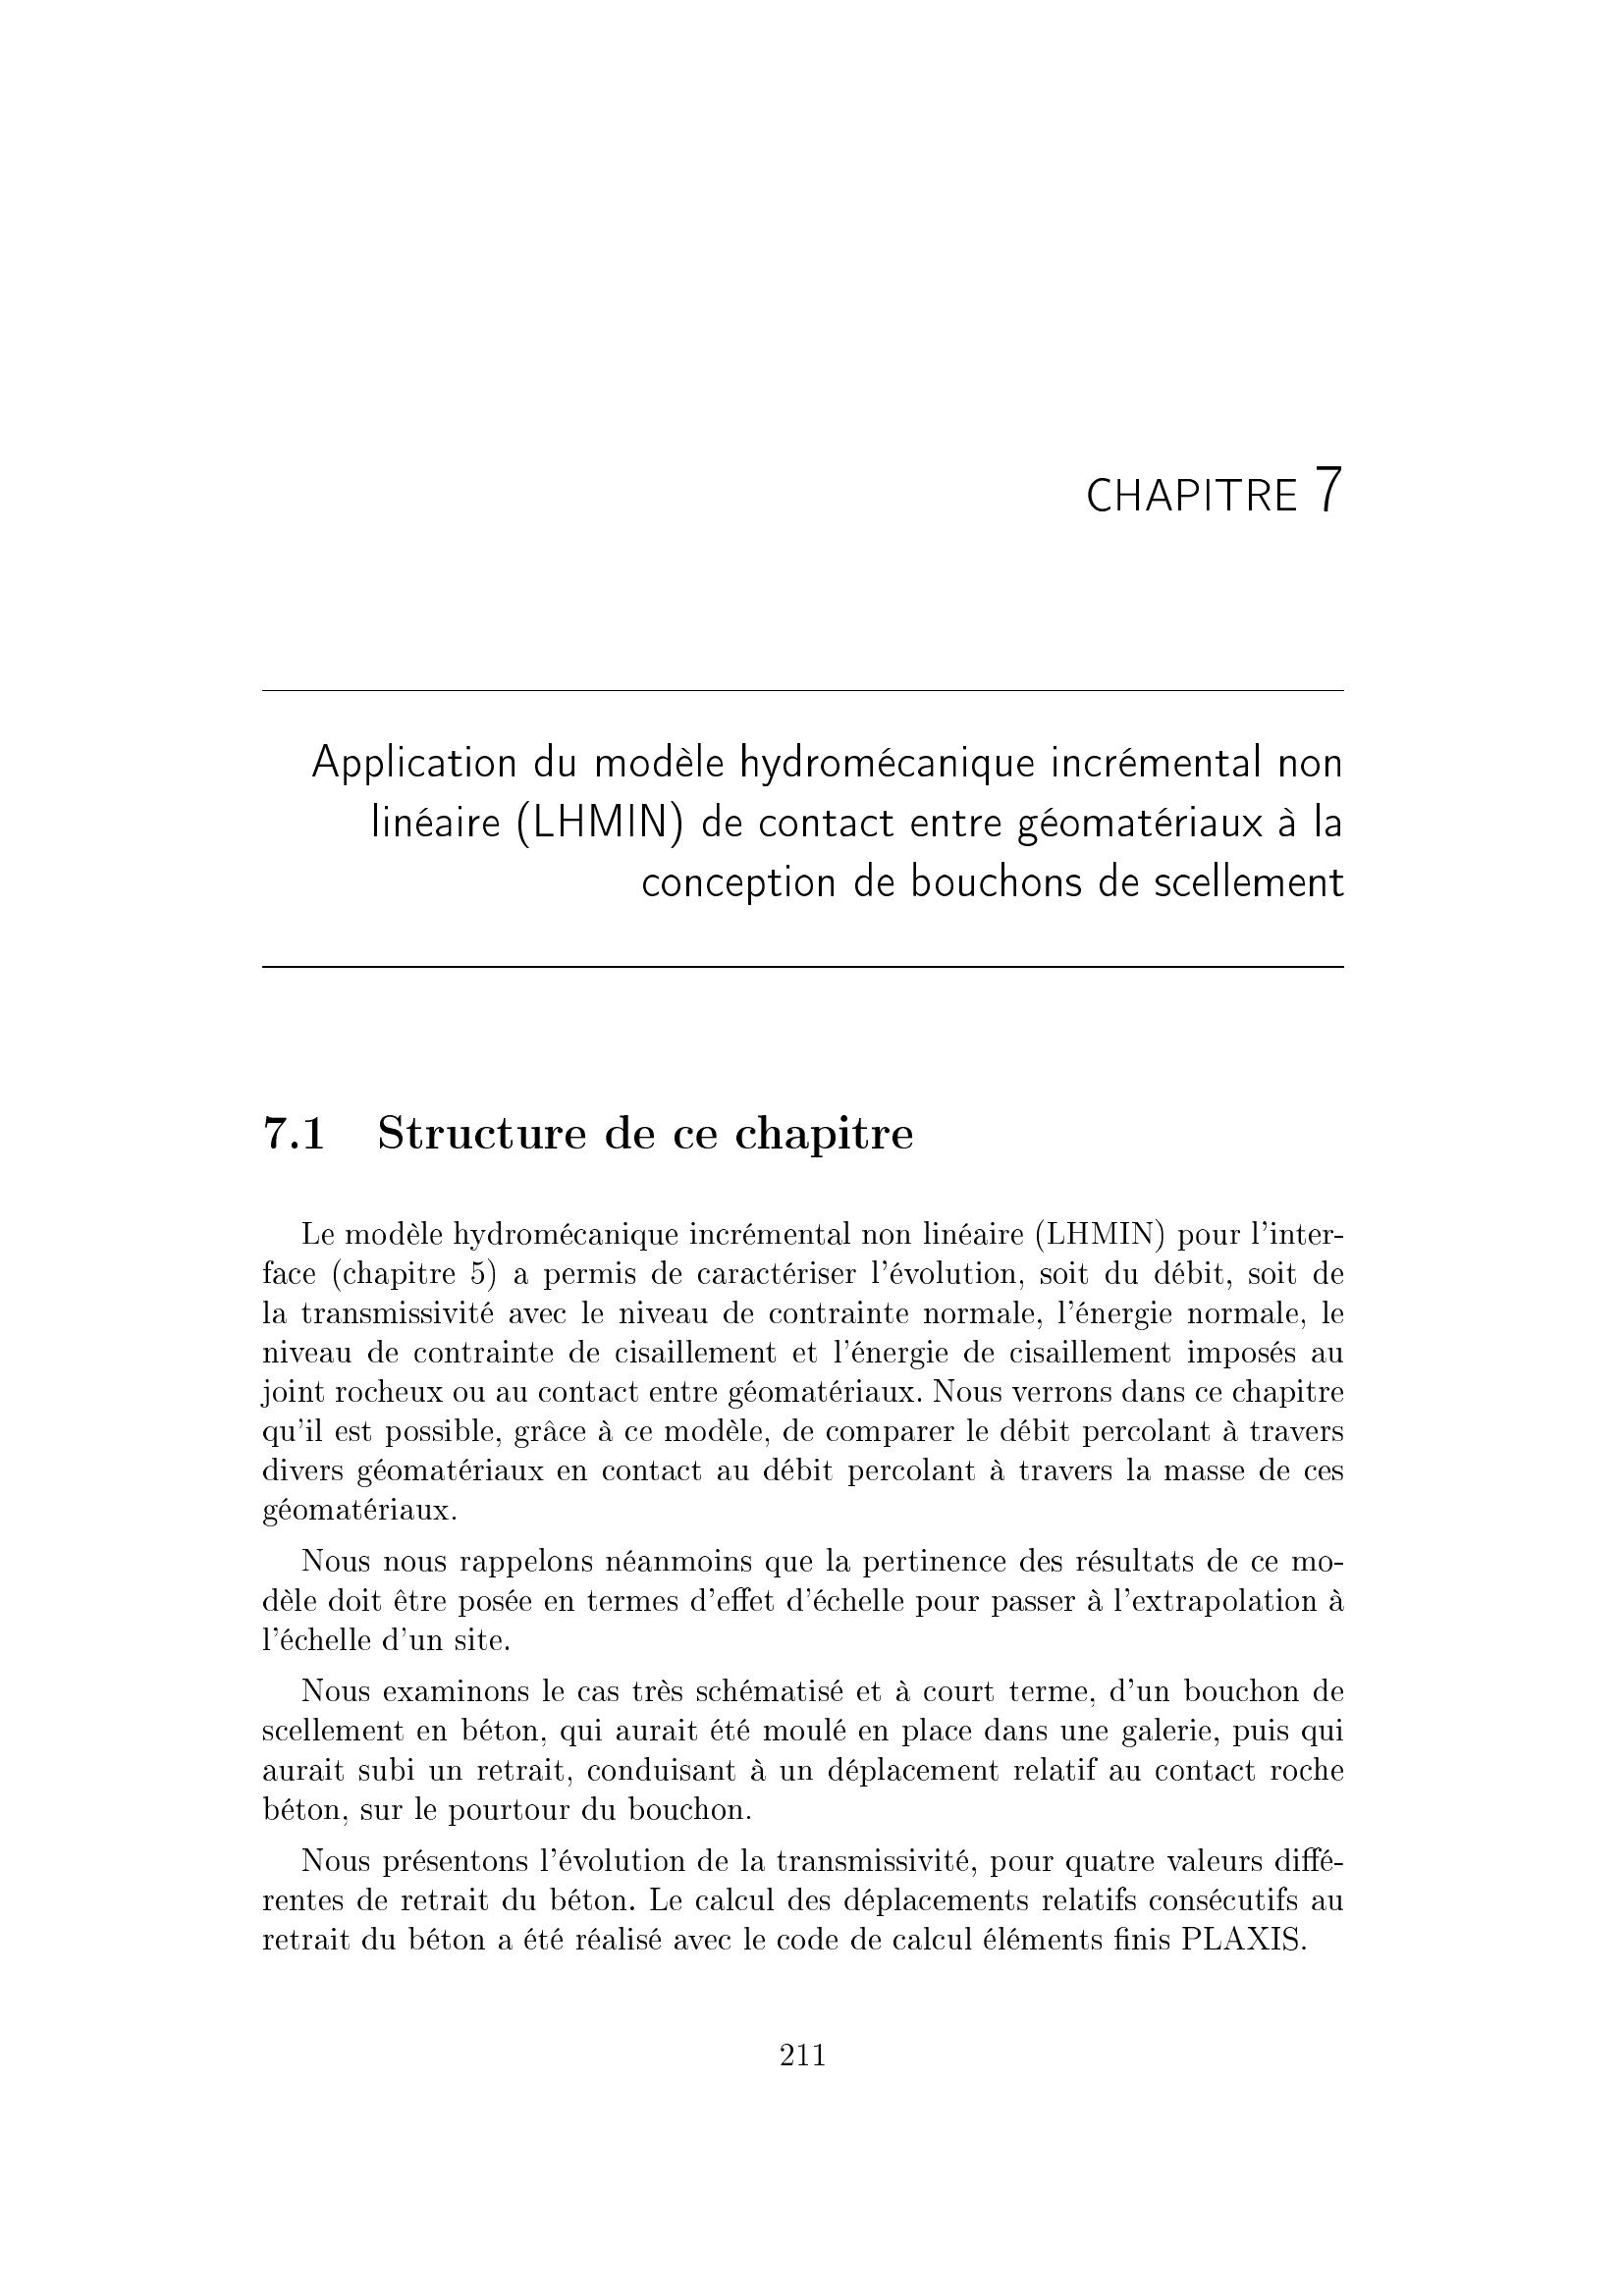 CHAPITRE 7
Application du modèle hydromécanique incrémental non
linéaire (LHMIN) de contact entre géomatériaux à la
conception de bouchons de scellement
7.1 Structure de ce chapitre
Le modèle hydromécanique incrémental non linéaire (LHMIN) pour l'inter-
face (chapitre 5) a permis de caractériser l'évolution, soit du débit, soit de
la transmissivité avec le niveau de contrainte normale, l'énergie normale, le
niveau de contrainte de cisaillement et l'énergie de cisaillement imposés au
joint rocheux ou au contact entre géomatériaux. Nous verrons dans ce chapitre
qu'il est possible, grâce à ce modèle, de comparer le débit percolant à travers
divers géomatériaux en contact au débit percolant à travers la masse de ces
géomatériaux.
Nous nous rappelons néanmoins que la pertinence des résultats de ce mo-
dèle doit être posée en termes d'effet d'échelle pour passer à l'extrapolation à
l'échelle d'un site.
Nous examinons le cas très schématisé et à court terme, d'un bouchon de
scellement en béton, qui aurait été moulé en place dans une galerie, puis qui
aurait subi un retrait, conduisant à un déplacement relatif au contact roche
béton, sur le pourtour du bouchon.
Nous présentons l'évolution de la transmissivité, pour quatre valeurs diffé-
rentes de retrait du béton. Le calcul des déplacements relatifs consécutifs au
retrait du béton a été réalisé avec le code de calcul éléments finis PLAXIS.
211